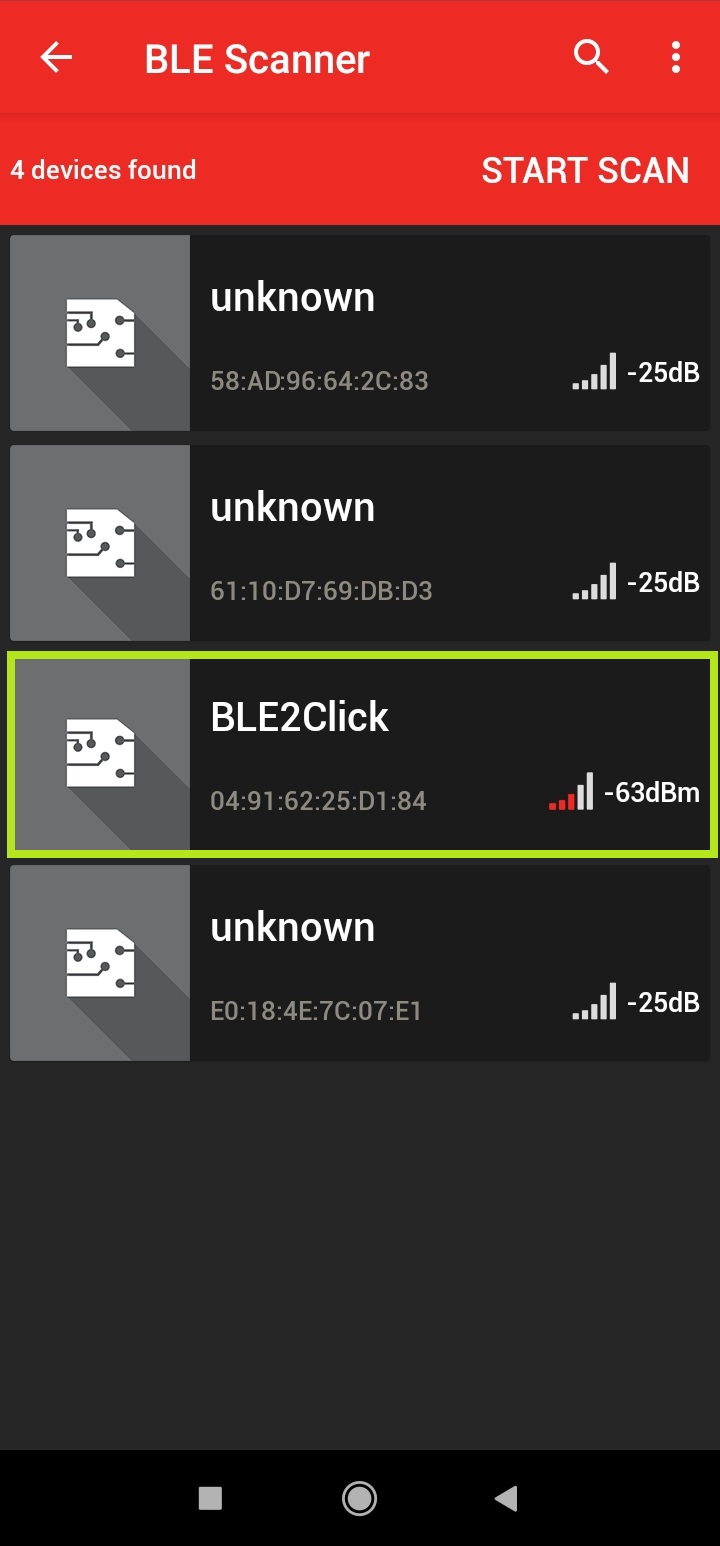 BLE Scanner
4 devices found START SCAN
unknown
58:AD:96:64:2C:83 -25dB
unknown
61:10:D7:69:DB:D3 -25dB
BLE2Click
04:91:62:25:D1:84 -63dBm
unknown
E0:18:4E:7C:07:E1 -25dB